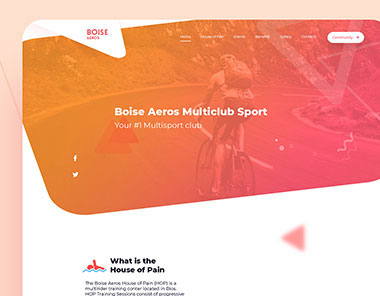 BOISE
AEROS
Home House of Pain Events Benefits Gallery Contacts Community
Boise Aeros Multiclub Sport
Your #1 Multisport club
What is the
House of Pain
The Boise Aeros House of Pain (HOP) is a
multirider training center located in Bios.
HOP Training Sessions consist of progressive